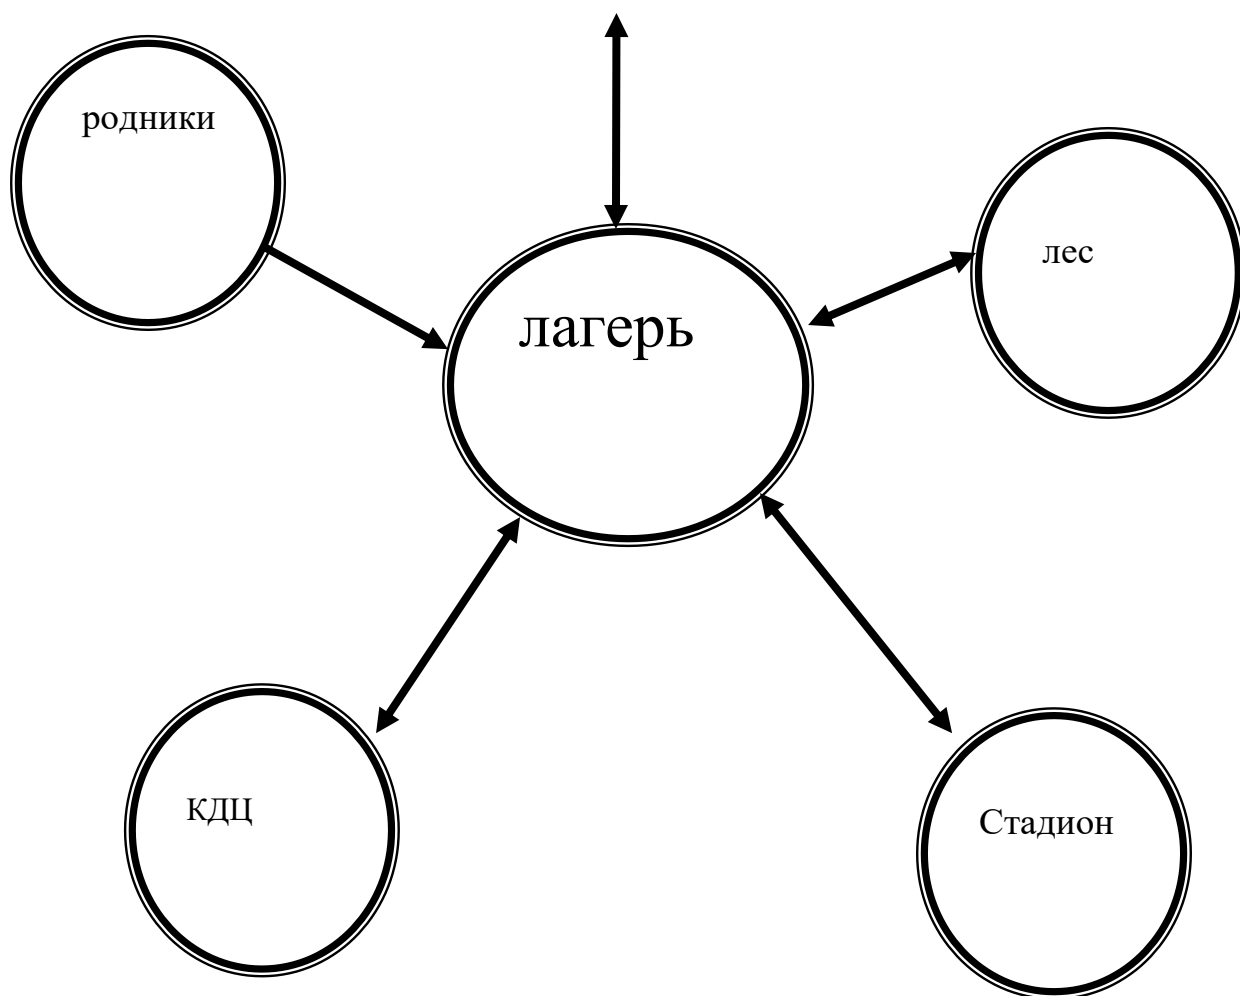 родники
лес
лагерь
КДЦ
Стадион